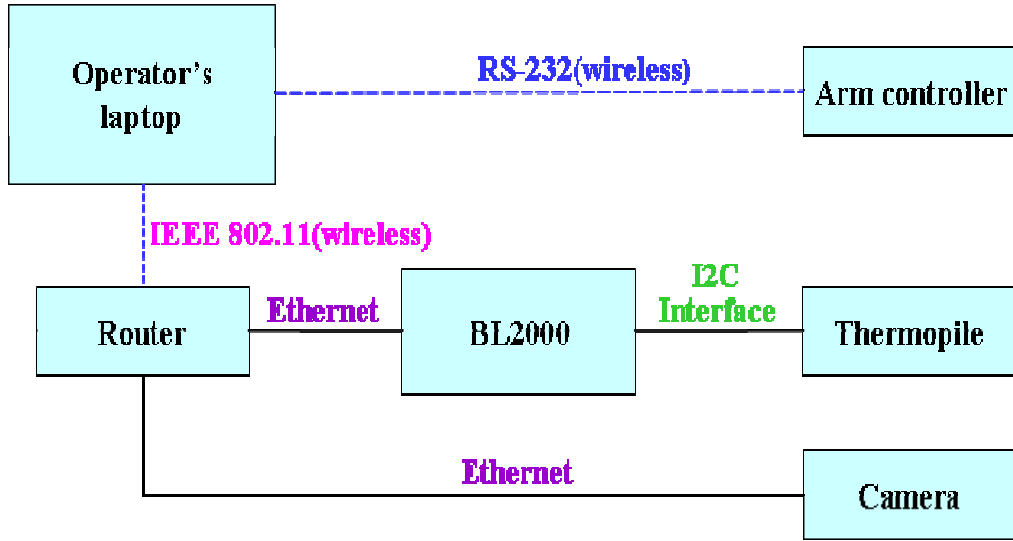 Operator's
laptop
RS-232(wireless)
Arm controller
IEEE 802.11(wireless)
Router
Ethernet
BL2000
I2C
Interface
Thermopile
Ethernet
Camera